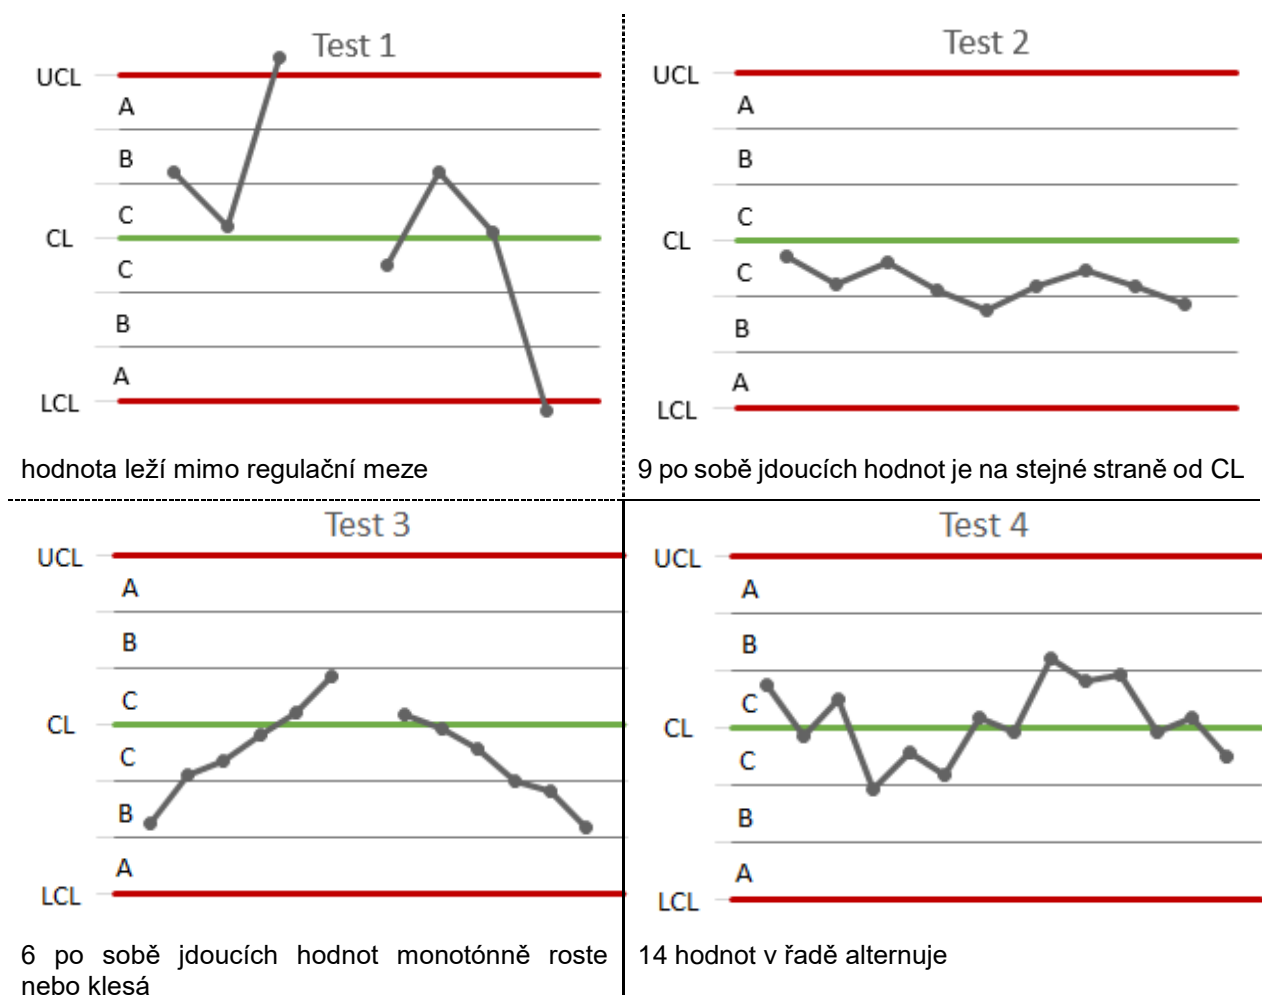 Test 1
UCL
A
B
C
CL
C
B
A
LCL
hodnota leží mimo regulační meze
Test 2
UCL
A
B
C
CL
C
B
A
LCL
9 po sobě jdoucích hodnot je na stejné straně od CL
Test 3
UCL
A
B
C
CL
C
B
A
LCL
6 po sobě jdoucích hodnot monotónně roste
nebo klesá
Test 4
UCL
A
B
C
CL
C
B
A
LCL
14 hodnot v řadě alternuje